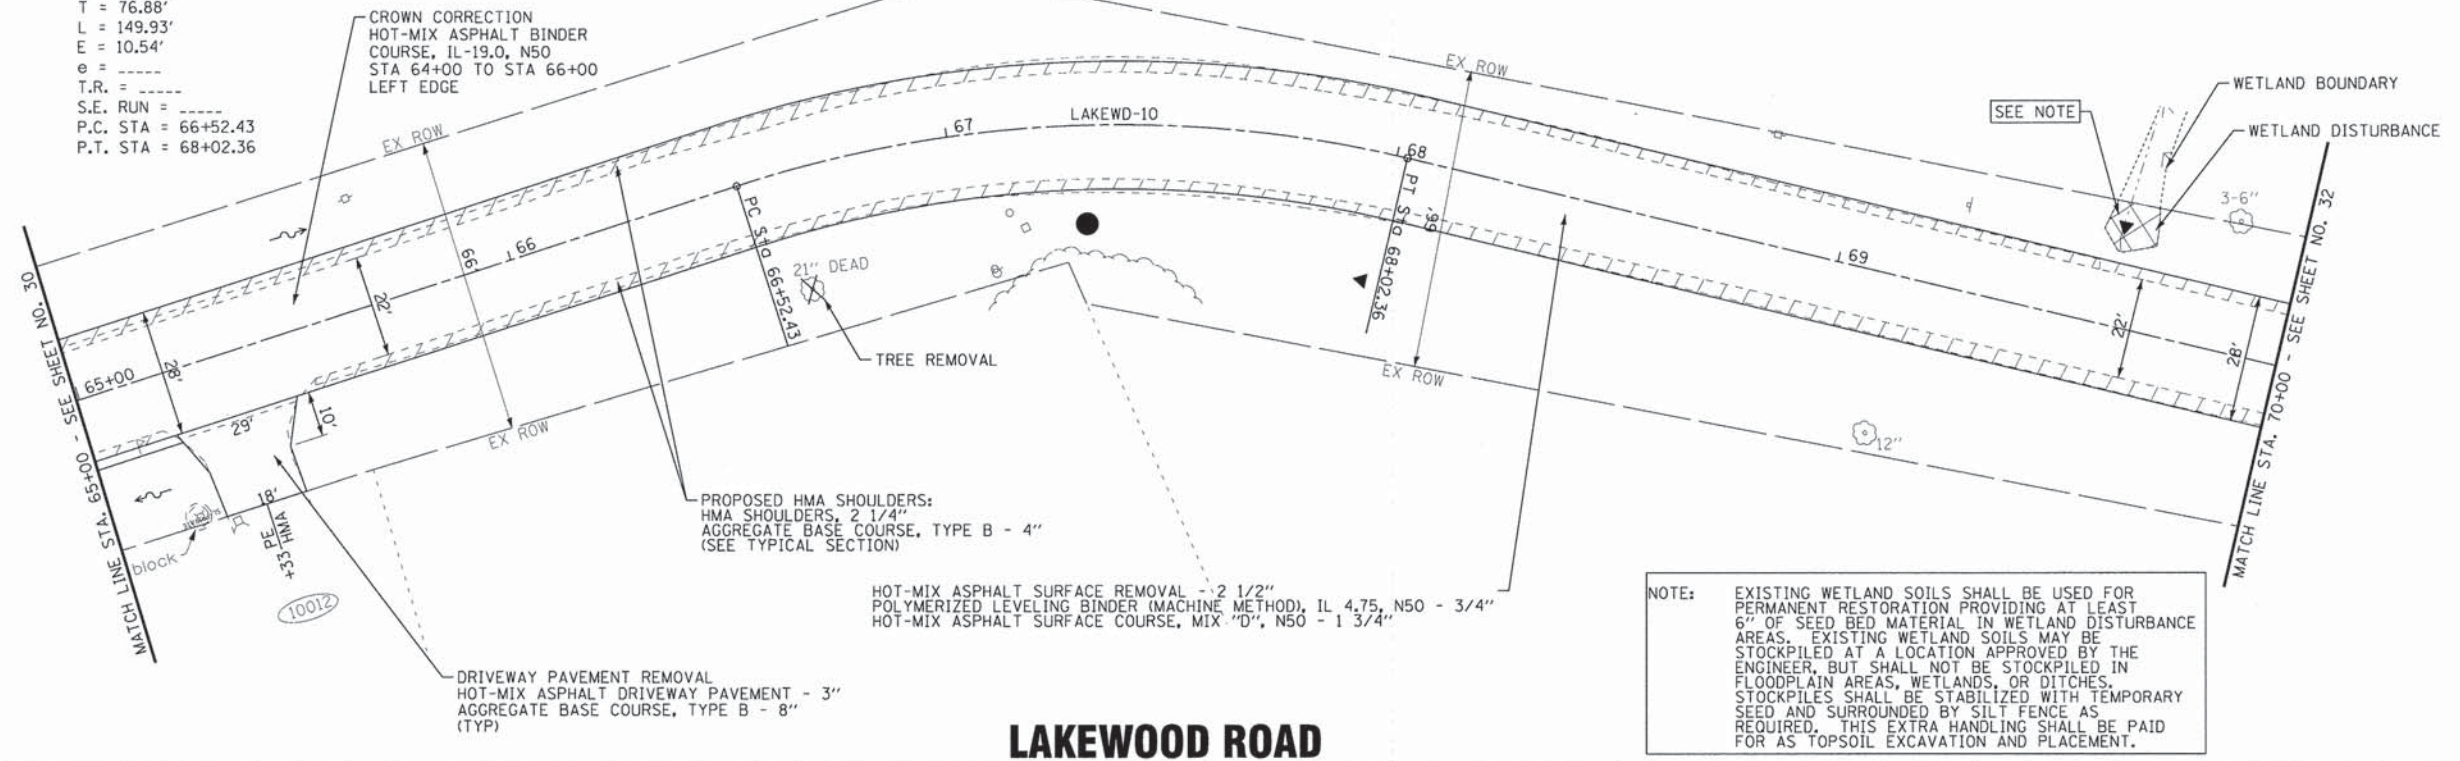 T = 76.88'
L = 149.93'
E = 10.54'
e = _____
T.R. = _____
S.E. RUN = _____
P.C. STA = 66+52.43
P.T. STA = 68+02.36
CROWN CORRECTION
HOT-MIX ASPHALT BINDER
COURSE, IL-19.0, N50
STA 64+00 TO STA 66+00
LEFT EDGE
EX ROW
EX ROW
67
LAKEWD-10
68
SEE NOTE
WETLAND BOUNDARY
WETLAND DISTURBANCE
3-6"
66'
66
PC Sta 66+52.43
21" DEAD
TREE REMOVAL
PT Sta 68+02.36
66'
69
22'
28'
22'
28'
65+00
29'
10'
18'
EX ROW
EX ROW
12"
MATCH LINE STA. 65+00 - SEE SHEET NO. 30
MATCH LINE STA. 70+00 - SEE SHEET NO. 32
block
PE
+33 HMA
10012
PROPOSED HMA SHOULDERS:
HMA SHOULDERS, 2 1/4"
AGGREGATE BASE COURSE, TYPE B - 4"
(SEE TYPICAL SECTION)
HOT-MIX ASPHALT SURFACE REMOVAL - 2 1/2"
POLYMERIZED LEVELING BINDER (MACHINE METHOD), IL 4.75, N50 - 3/4"
HOT-MIX ASPHALT SURFACE COURSE, MIX "D", N50 - 1 3/4"
DRIVEWAY PAVEMENT REMOVAL
HOT-MIX ASPHALT DRIVEWAY PAVEMENT - 3"
AGGREGATE BASE COURSE, TYPE B - 8"
(TYP)
NOTE: EXISTING WETLAND SOILS SHALL BE USED FOR
PERMANENT RESTORATION PROVIDING AT LEAST
6" OF SEED BED MATERIAL IN WETLAND DISTURBANCE
AREAS. EXISTING WETLAND SOILS MAY BE
STOCKPILED AT A LOCATION APPROVED BY THE
ENGINEER, BUT SHALL NOT BE STOCKPILED IN
FLOODPLAIN AREAS, WETLANDS, OR DITCHES.
STOCKPILES SHALL BE STABILIZED WITH TEMPORARY
SEED AND SURROUNDED BY SILT FENCE AS
REQUIRED. THIS EXTRA HANDLING SHALL BE PAID
FOR AS TOPSOIL EXCAVATION AND PLACEMENT.
LAKEWOOD ROAD